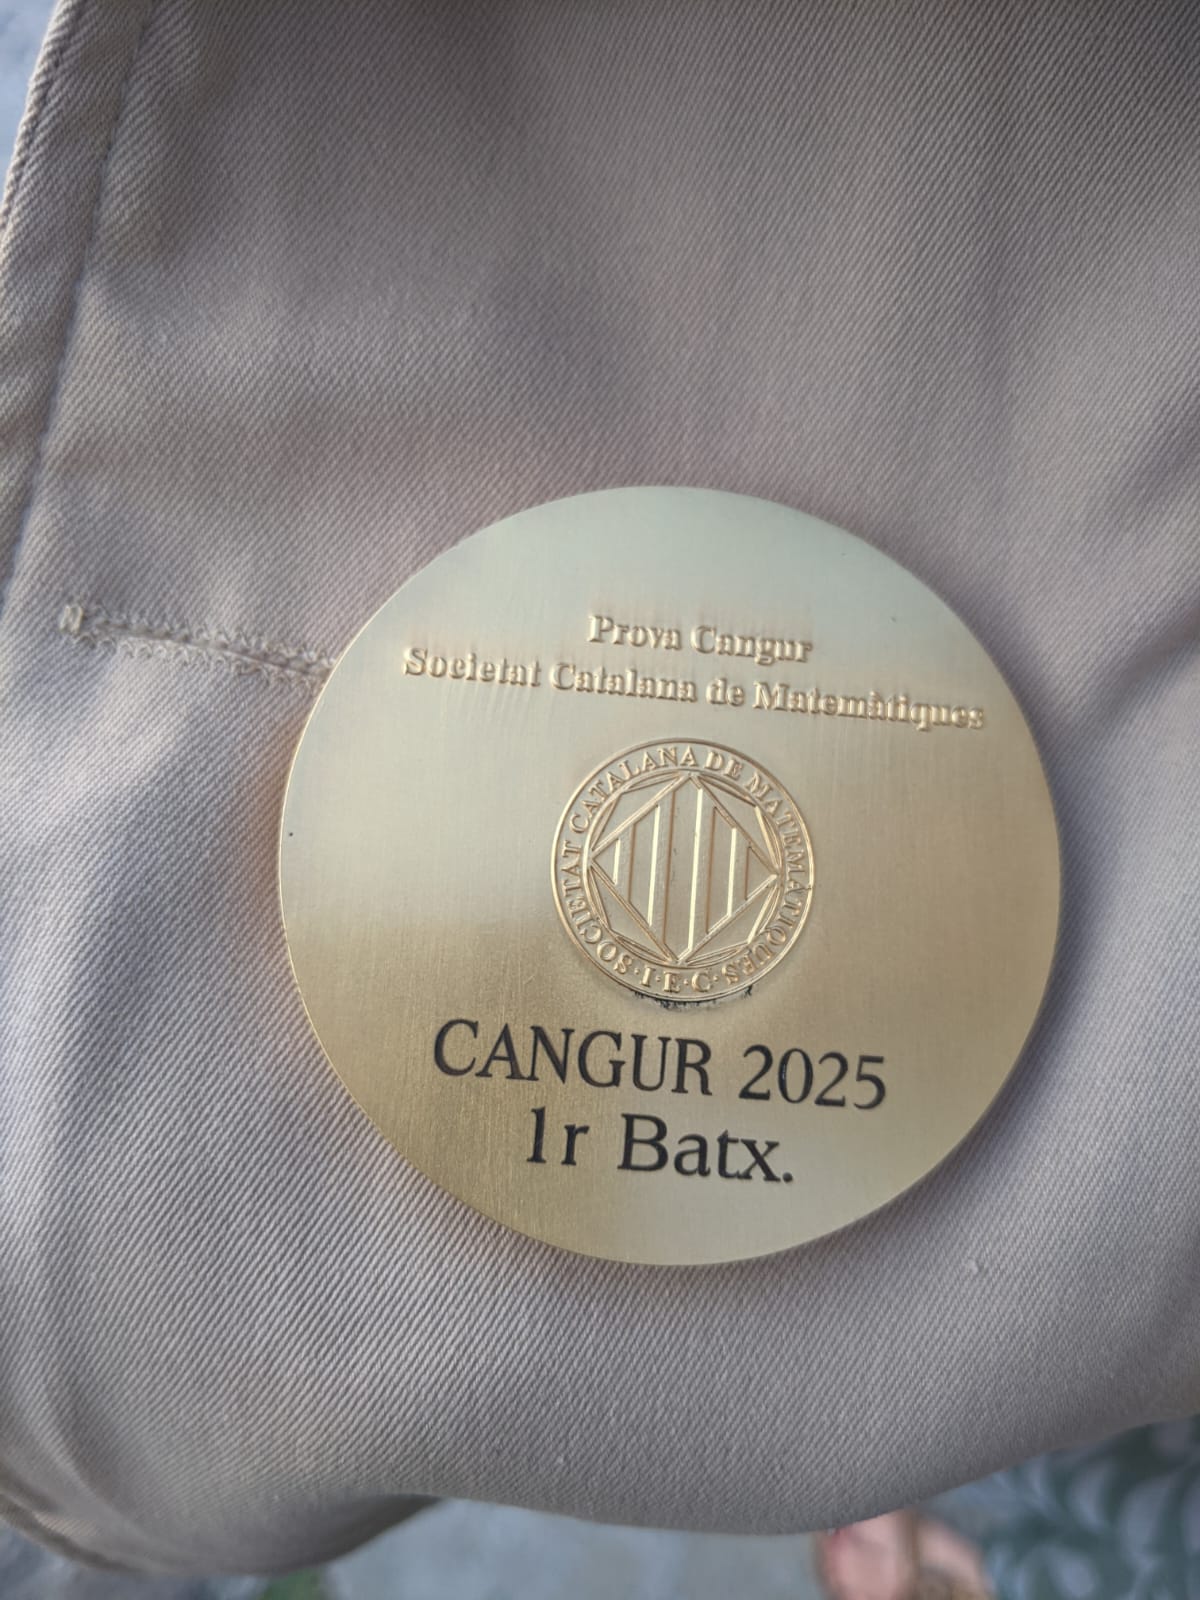 Prova Cangur
Societat Catalana de Matemàtiques
SOCIETAT CATALANA DE MATEMÀTIQUES
·I·E·C·
CANGUR 2025
1r Batx.